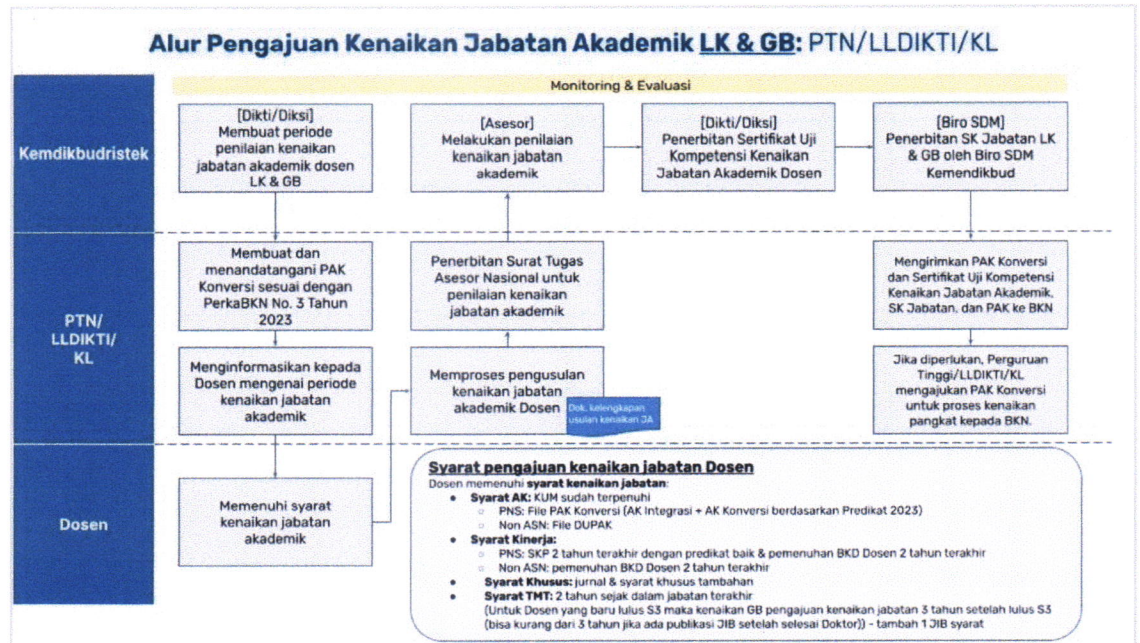 Alur Pengajuan Kenaikan Jabatan Akademik LK & GB: PTN/LLDIKTI/KL
Monitoring & Evaluasi
Kemdikbudristek
[Dikti/Diksi]
Membuat periode
penilaian kenaikan
jabatan akademik dosen
LK & GB
[Asesor]
Melakukan penilaian
kenaikan jabatan
akademik
[Dikti/Diksi]
Penerbitan Sertifikat Uji
Kompetensi Kenaikan
Jabatan Akademik Dosen
[Biro SDM]
Penerbitan SK Jabatan LK
& GB oleh Biro SDM
Kemendikbud
PTN/
LLDIKTI/
KL
Membuat dan
menandatangani PAK
Konversi sesuai dengan
PerkaBKN No. 3 Tahun
2023
Penerbitan Surat Tugas
Asesor Nasional untuk
penilaian kenaikan
jabatan akademik
Mengirimkan PAK Konversi
dan Sertifikat Uji Kompetensi
Kenaikan Jabatan Akademik,
SK Jabatan, dan PAK ke BKN
Menginformasikan kepada
Dosen mengenai periode
kenaikan jabatan
akademik
Memproses pengusulan
kenaikan jabatan
akademik Dosen
Dok. kelengkapan
usulan kenaikan JA
Jika diperlukan, Perguruan
Tinggi/LLDIKTI/KL
mengajukan PAK Konversi
untuk proses kenaikan
pangkat kepada BKN.
Dosen
Memenuhi syarat
kenaikan jabatan
akademik
Syarat pengajuan kenaikan jabatan Dosen
Dosen memenuhi syarat kenaikan jabatan:
● Syarat AK: KUM sudah terpenuhi
○ PNS: File PAK Konversi (AK Integrasi + AK Konversi berdasarkan Predikat 2023)
○ Non ASN: File DUPAK
● Syarat Kinerja:
○ PNS: SKP 2 tahun terakhir dengan predikat baik & pemenuhan BKD Dosen 2 tahun terakhir
○ Non ASN: pemenuhan BKD Dosen 2 tahun terakhir
● Syarat Khusus: jurnal & syarat khusus tambahan
● Syarat TMT: 2 tahun sejak dalam jabatan terakhir
(Untuk Dosen yang baru lulus S3 maka kenaikan GB pengajuan kenaikan jabatan 3 tahun setelah lulus S3
(bisa kurang dari 3 tahun jika ada publikasi JIB setelah selesai Doktor)) - tambah 1 JIB syarat